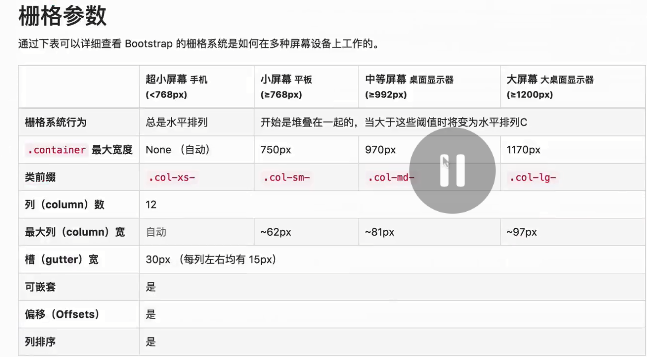 栅格参数
通过下表可以详细查看 Bootstrap 的栅格系统是如何在多种屏幕设备上工作的。
超小屏幕 手机 小屏幕 平板 中等屏幕 桌面显示器 大屏幕 大桌面显示器
(<768px) (≥768px) (≥992px) (≥1200px)
栅格系统行为 总是水平排列 开始是堆叠在一起的，当大于这些阈值时将变为水平排列C
.container 最大宽度 None （自动） 750px 970px 1170px
类前缀 .col-xs- .col-sm- .col-md- .col-lg-
列（column）数 12
最大列（column）宽 自动 ~62px ~81px ~97px
槽（gutter）宽 30px （每列左右均有 15px）
可嵌套 是
偏移（Offsets） 是
列排序 是